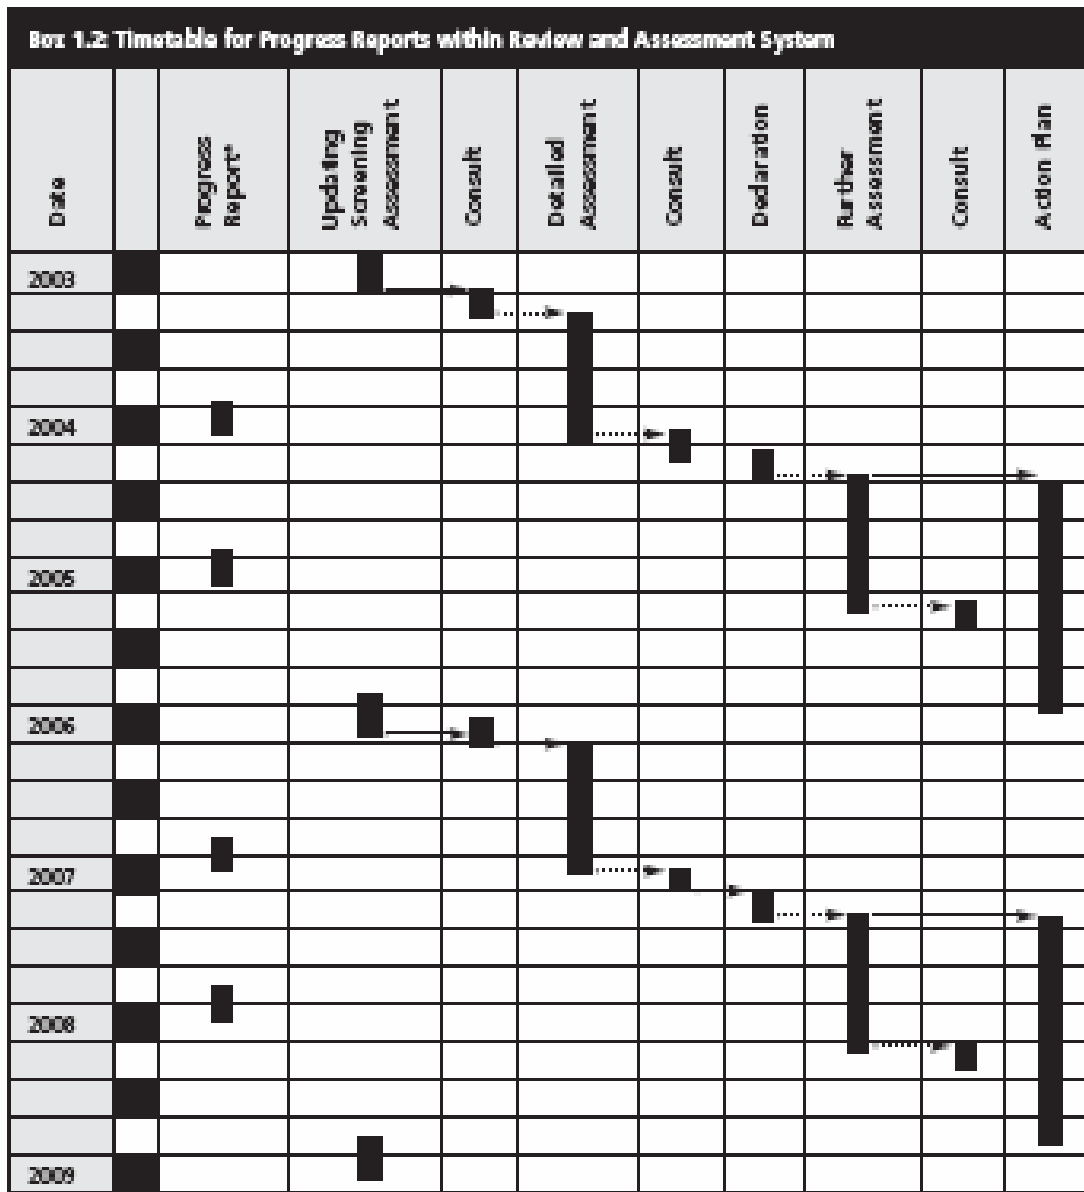 Box 1.2: Timetable for Progress Reports within Review and Assessment System
Date
Progress
Report*
Updating
Screening
Assessment
Consult
Detailed
Assessment
Consult
Declaration
Further
Assessment
Consult
Action Plan
2003
2004
2005
2006
2007
2008
2009